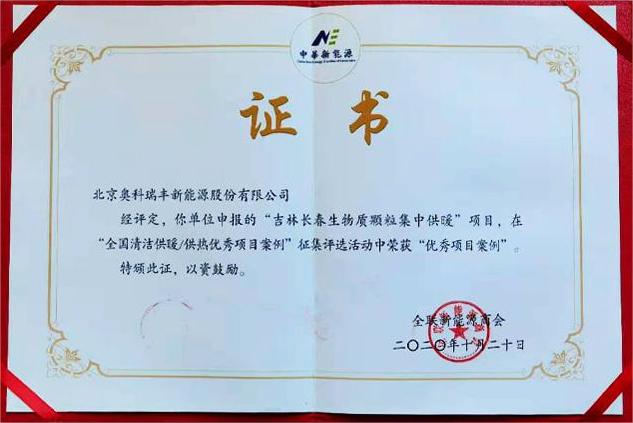 NE
中華新能源
证书
北京奥科瑞丰新能源股份有限公司
经评定，你单位申报的“吉林长春生物质颗粒集中供暖”项目，在
“全国清洁供暖/供热优秀项目案例”征集评选活动中荣获“优秀项目案例”。
特颁此证，以资鼓励。
全联新能源商会
二〇二〇年十月二十日